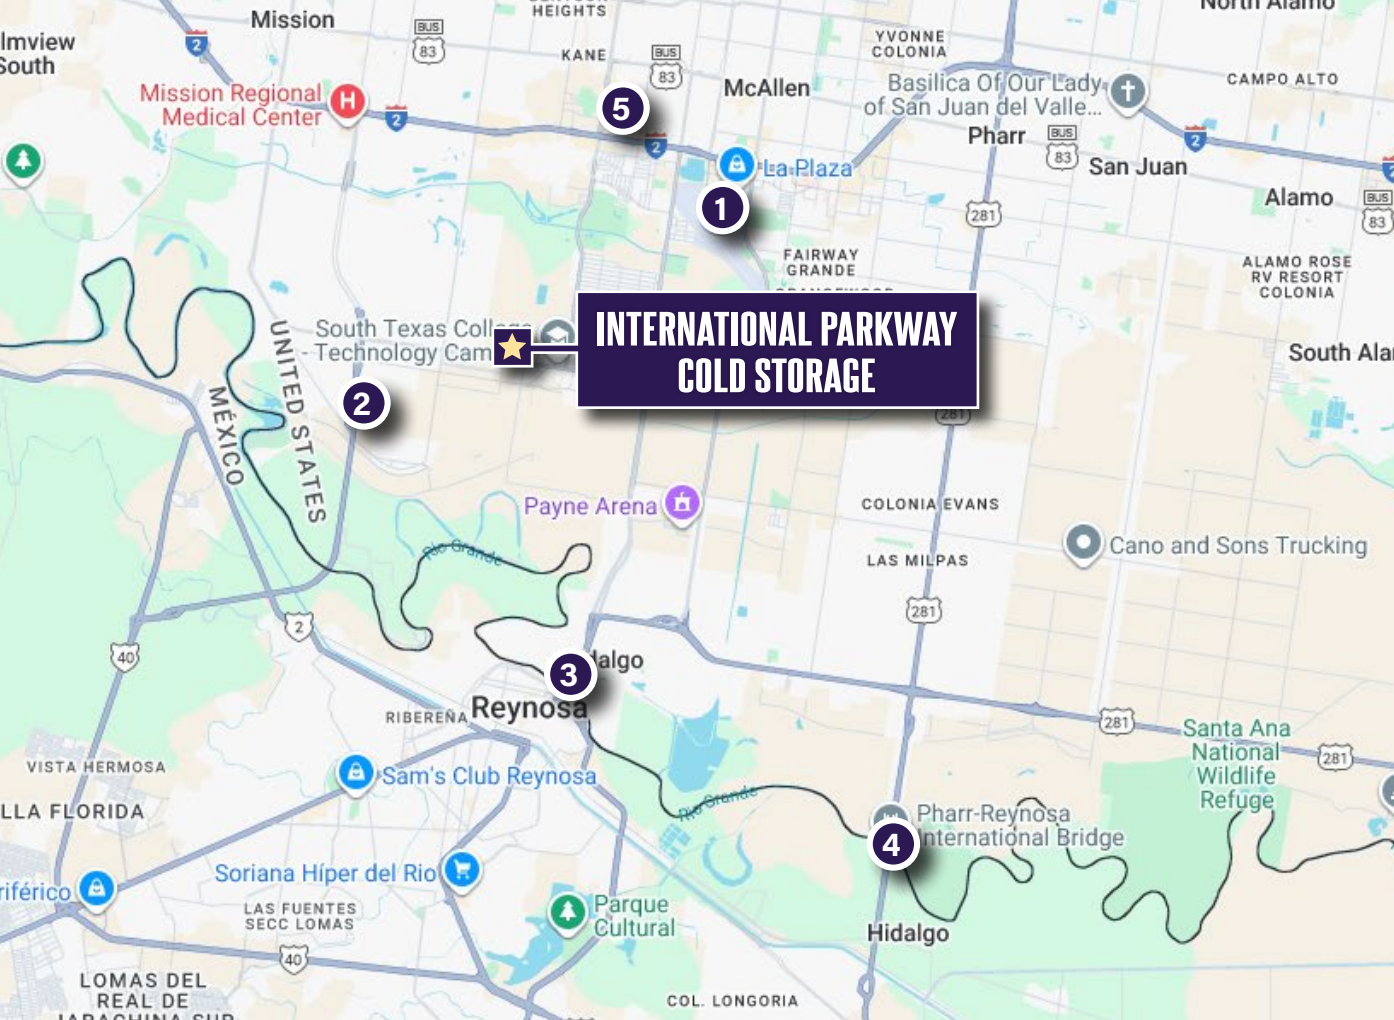 HEIGHTS
North Alamo
Mission
lmview
South
2
BUS
83
KANE
BUS
83
YVONNE
COLONIA
McAllen
Basilica Of Our Lady
of San Juan del Valle...
CAMPO ALTO
Mission Regional
Medical Center
H
2
5
2
Pharr
BUS
83
2
San Juan
La Plaza
1
Alamo
BUS
83
281
FAIRWAY
GRANDE
ALAMO ROSE
RV RESORT
COLONIA
South Texas College
- Technology Cam
INTERNATIONAL PARKWAY
COLD STORAGE
South Ala
UNITED STATES
MÉXICO
2
281
Payne Arena
COLONIA EVANS
Cano and Sons Trucking
Rio Grande
LAS MILPAS
281
2
40
3
dalgo
Reynosa
RIBEREÑA
281
Santa Ana
National
Wildlife
Refuge
281
VISTA HERMOSA
Sam's Club Reynosa
Rio Grande
LLA FLORIDA
Pharr-Reynosa
International Bridge
4
Soriana Híper del Rio
riférico
LAS FUENTES
SECC LOMAS
Parque
Cultural
Hidalgo
40
LOMAS DEL
REAL DE
COL. LONGORIA